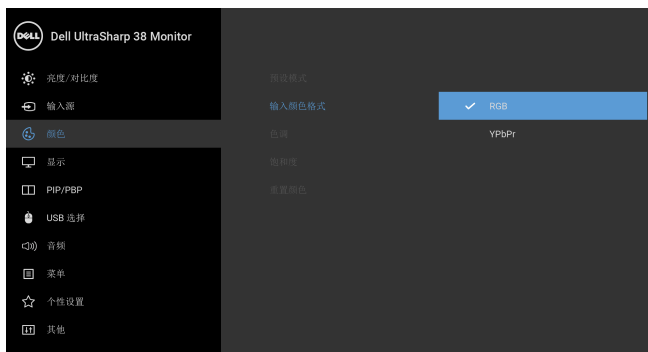 DELL Dell UltraSharp 38 Monitor
亮度/对比度
预设模式
输入源
输入颜色格式
RGB
颜色
色调
YPbPr
显示
饱和度
PIP/PBP
重置颜色
USB 选择
音频
菜单
个性设置
其他